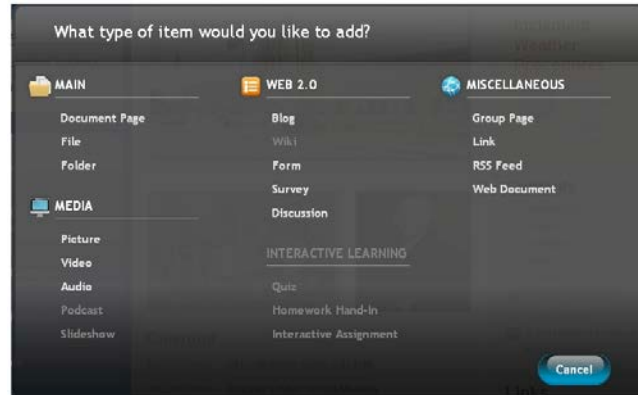 What type of item would you like to add?
MAIN
Document Page
File
Folder
MEDIA
Picture
Video
Audio
Podcast
Slideshow
WEB 2.0
Blog
Wiki
Form
Survey
Discussion
INTERACTIVE LEARNING
Quiz
Homework Hand-In
Interactive Assignment
MISCELLANEOUS
Group Page
Link
RSS Feed
Web Document
Cancel